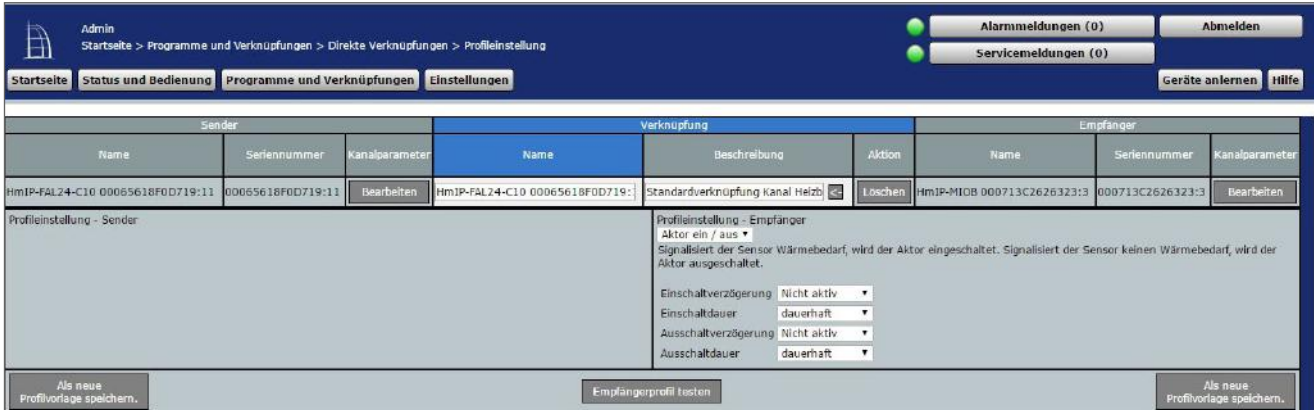 Admin
Alarmmeldungen (0)
Abmelden
Startseite > Programme und Verknüpfungen > Direkte Verknüpfungen > Profileinstellung
Servicemeldungen (0)
Startseite
Status und Bedienung
Programme und Verknüpfungen
Einstellungen
Geräte anlernen
Hilfe
Sender
Verknüpfung
Empfänger
Name
Seriennummer
Kanalparameter
Name
Beschreibung
Aktion
Name
Seriennummer
Kanalparameter
HmIP-FAL24-C10 00065618F0D719:11
00065618F0D719:11
Bearbeiten
HmIP-FAL24-C10 00065618F0D719:
Standardverknüpfung Kanal Heizb
<-
Löschen
HmIP-MIOB 000713C2626323:3
000713C2626323:3
Bearbeiten
Profileinstellung - Sender
Profileinstellung - Empfänger
Aktor ein / aus
Signalisiert der Sensor Wärmebedarf, wird der Aktor eingeschaltet. Signalisiert der Sensor keinen Wärmebedarf, wird der
Aktor ausgeschaltet.
Einschaltverzögerung Nicht aktiv
Einschaltdauer dauerhaft
Ausschaltverzögerung Nicht aktiv
Ausschaltdauer dauerhaft
Als neue
Profilvorlage speichern.
Empfängerprofil testen
Als neue
Profilvorlage speichern.